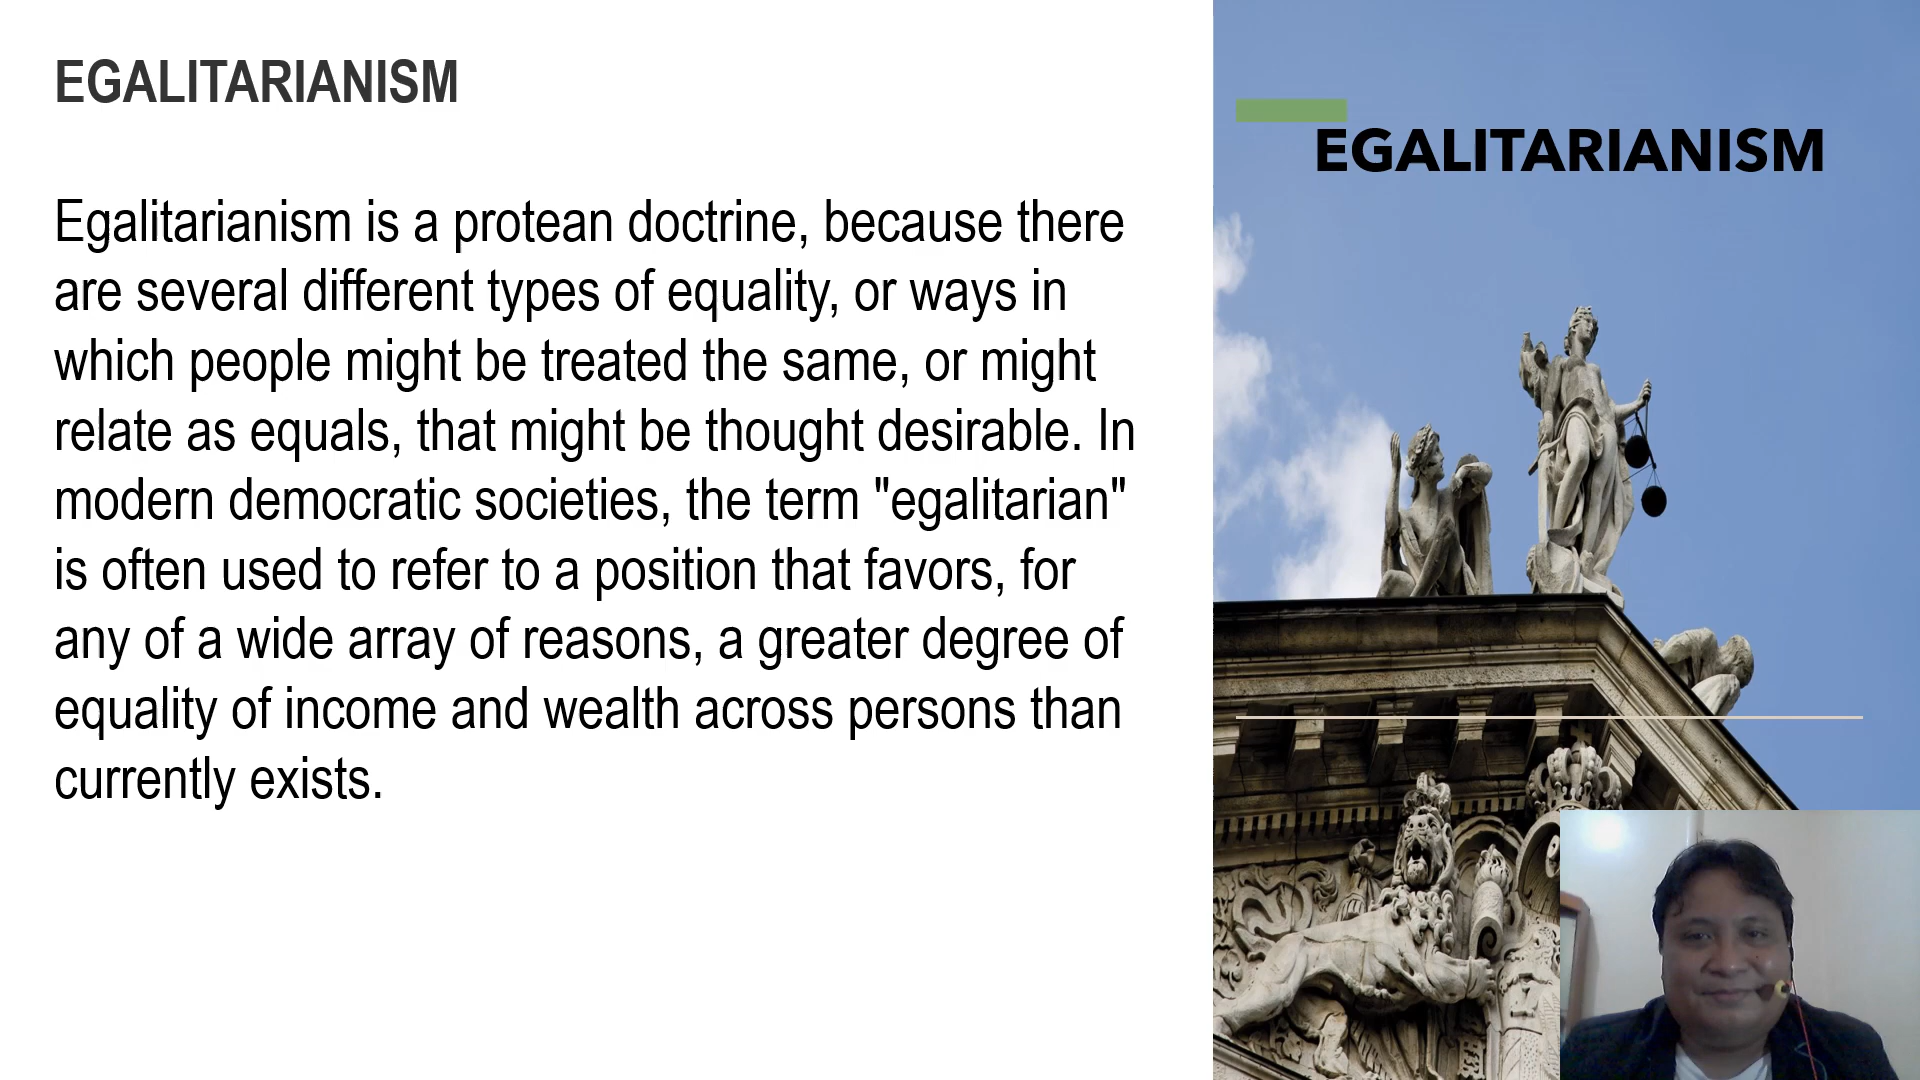 EGALITARIANISM
Egalitarianism is a protean doctrine, because there
are several different types of equality, or ways in
which people might be treated the same, or might
relate as equals, that might be thought desirable. In
modern democratic societies, the term "egalitarian"
is often used to refer to a position that favors, for
any of a wide array of reasons, a greater degree of
equality of income and wealth across persons than
currently exists.
EGALITARIANISM